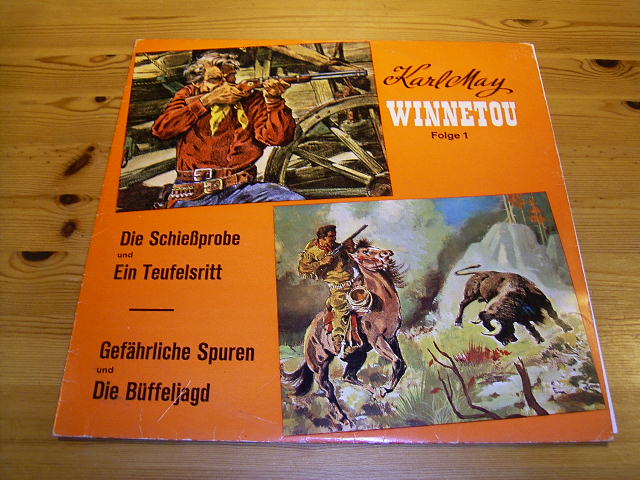 Karl May
WINNETOU
Folge 1
Die Schießprobe
und
Ein Teufelsritt
Gefährliche Spuren
und
Die Büffeljagd